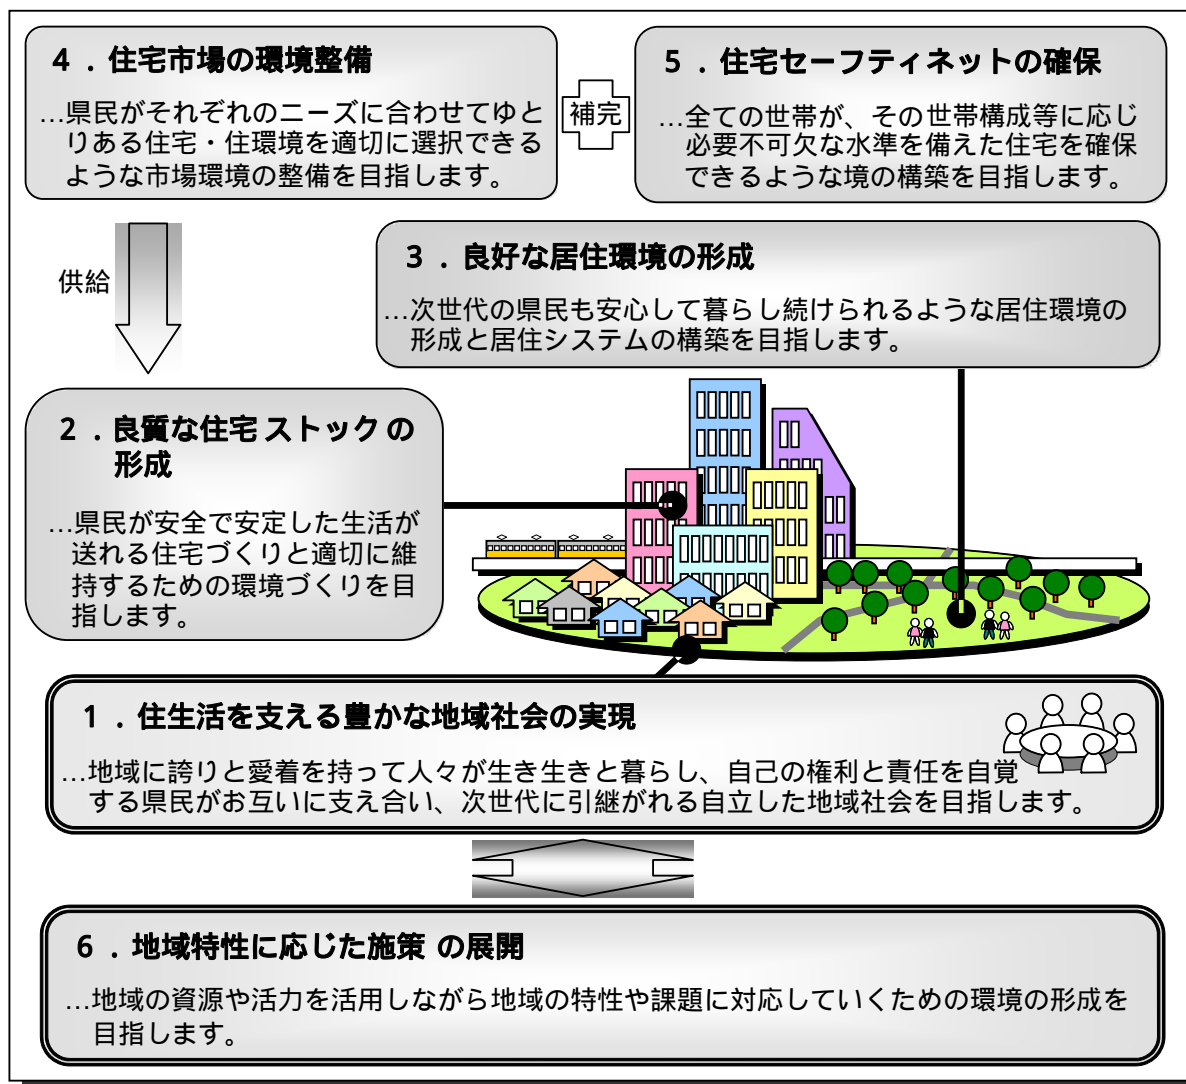 4．住宅市場の環境整備
…県民がそれぞれのニーズに合わせてゆと
りある住宅・住環境を適切に選択できる
ような市場環境の整備を目指します。
補完
5．住宅セーフティネットの確保
…全ての世帯が、その世帯構成等に応じ
必要不可欠な水準を備えた住宅を確保
できるような境の構築を目指します。
供給
3．良好な居住環境の形成
…次世代の県民も安心して暮らし続けられるような居住環境の
形成と居住システムの構築を目指します。
2．良質な住宅ストックの
形成
…県民が安全で安定した生活が
送れる住宅づくりと適切に維
持するための環境づくりを目
指します。
1．住生活を支える豊かな地域社会の実現
…地域に誇りと愛着を持って人々が生き生きと暮らし、自己の権利と責任を自覚
する県民がお互いに支え合い、次世代に引継がれる自立した地域社会を目指します。
6．地域特性に応じた施策の展開
…地域の資源や活力を活用しながら地域の特性や課題に対応していくための環境の形成を
目指します。